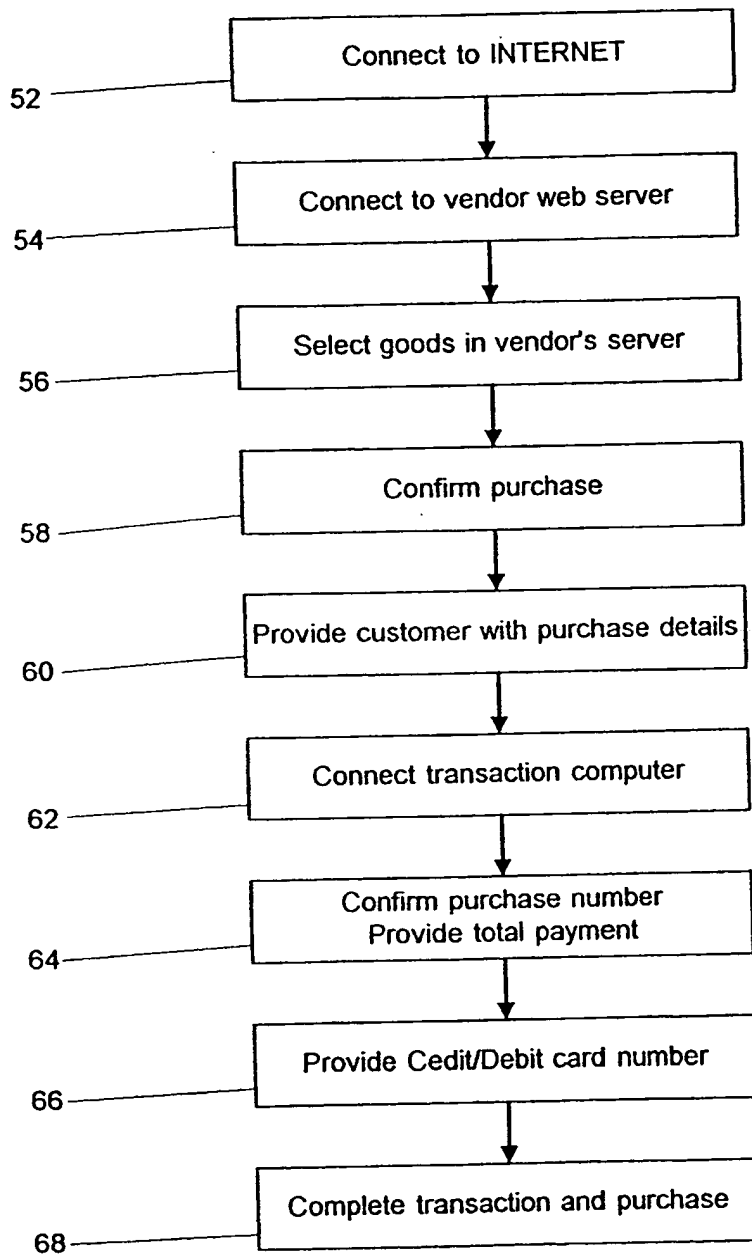 Connect to INTERNET
52
Connect to vendor web server
54
Select goods in vendor's server
56
Confirm purchase
58
Provide customer with purchase details
60
Connect transaction computer
62
Confirm purchase number
Provide total payment
64
Provide Cedit/Debit card number
66
Complete transaction and purchase
68